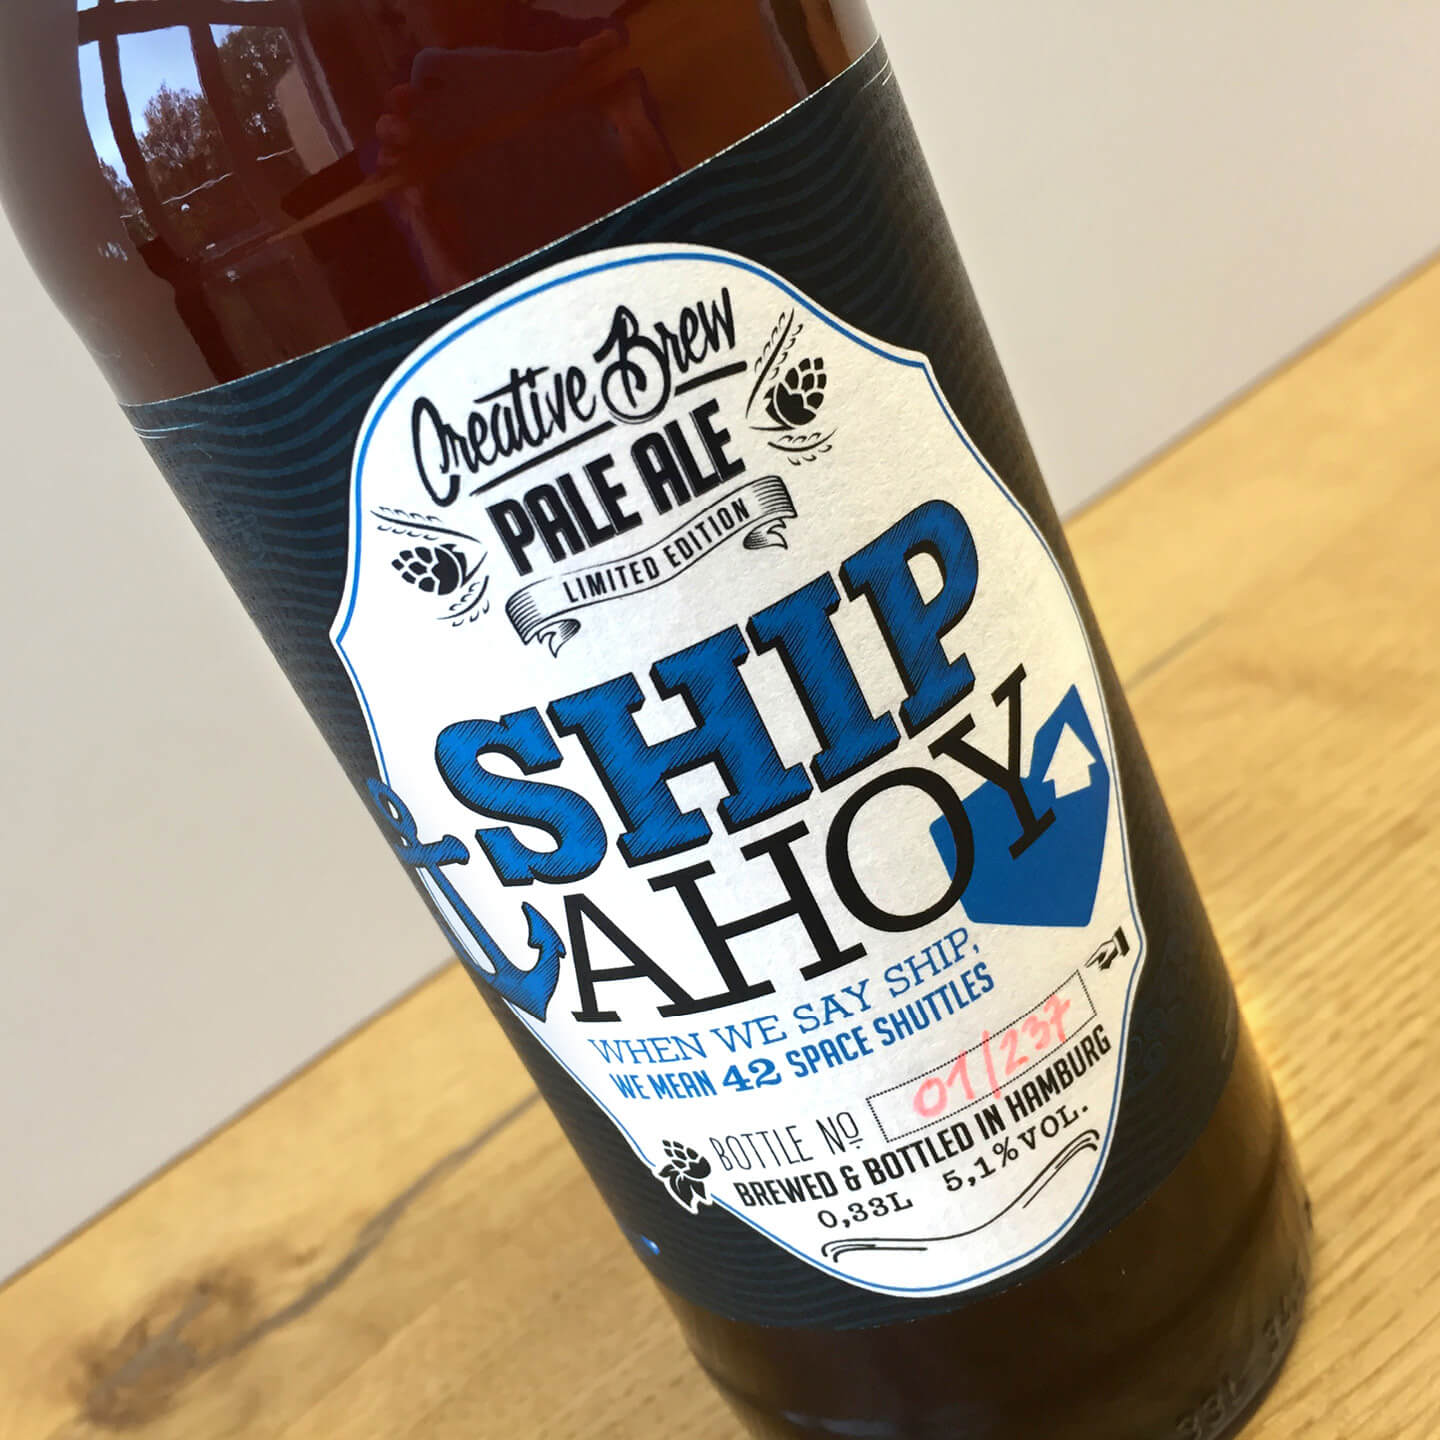 Creative Brew
PALE ALE
LIMITED EDITION
SHIP
AHOY
WHEN WE SAY SHIP,
WE MEAN 42 SPACE SHUTTLES
BOTTLE Nº 01/237
BREWED & BOTTLED IN HAMBURG
0,33L 5,1% VOL.